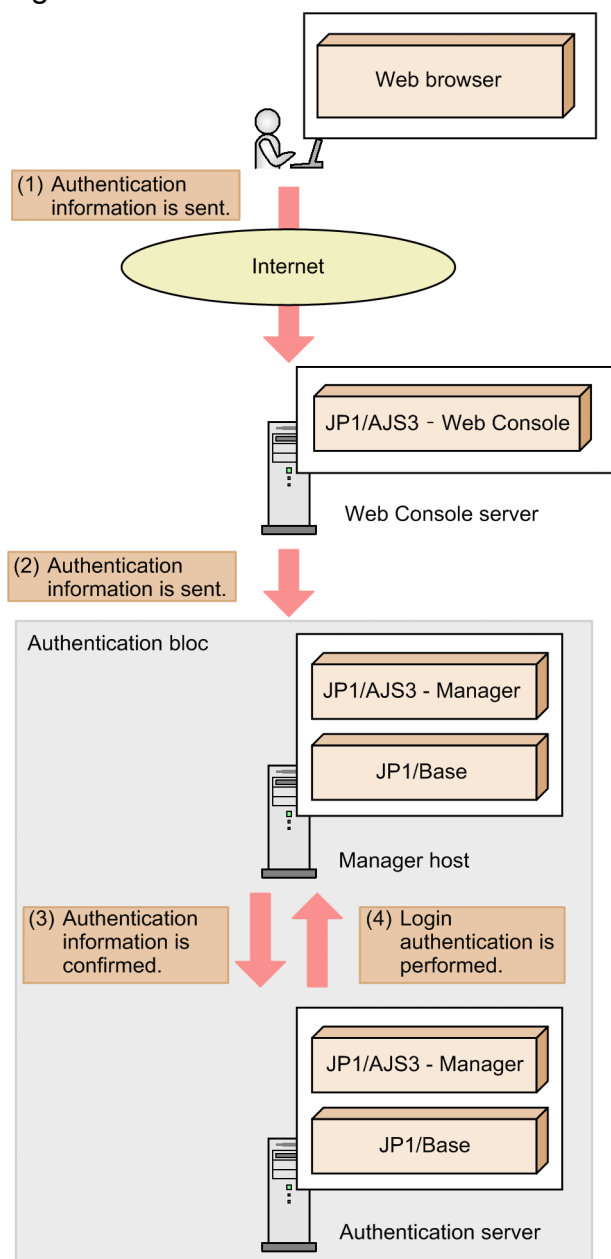 Web browser
(1) Authentication
information is sent.
Internet
JP1/AJS3 - Web Console
Web Console server
(2) Authentication
information is sent.
Authentication bloc
JP1/AJS3 - Manager
JP1/Base
Manager host
(3) Authentication
information is
confirmed.
(4) Login
authentication is
performed.
JP1/AJS3 - Manager
JP1/Base
Authentication server